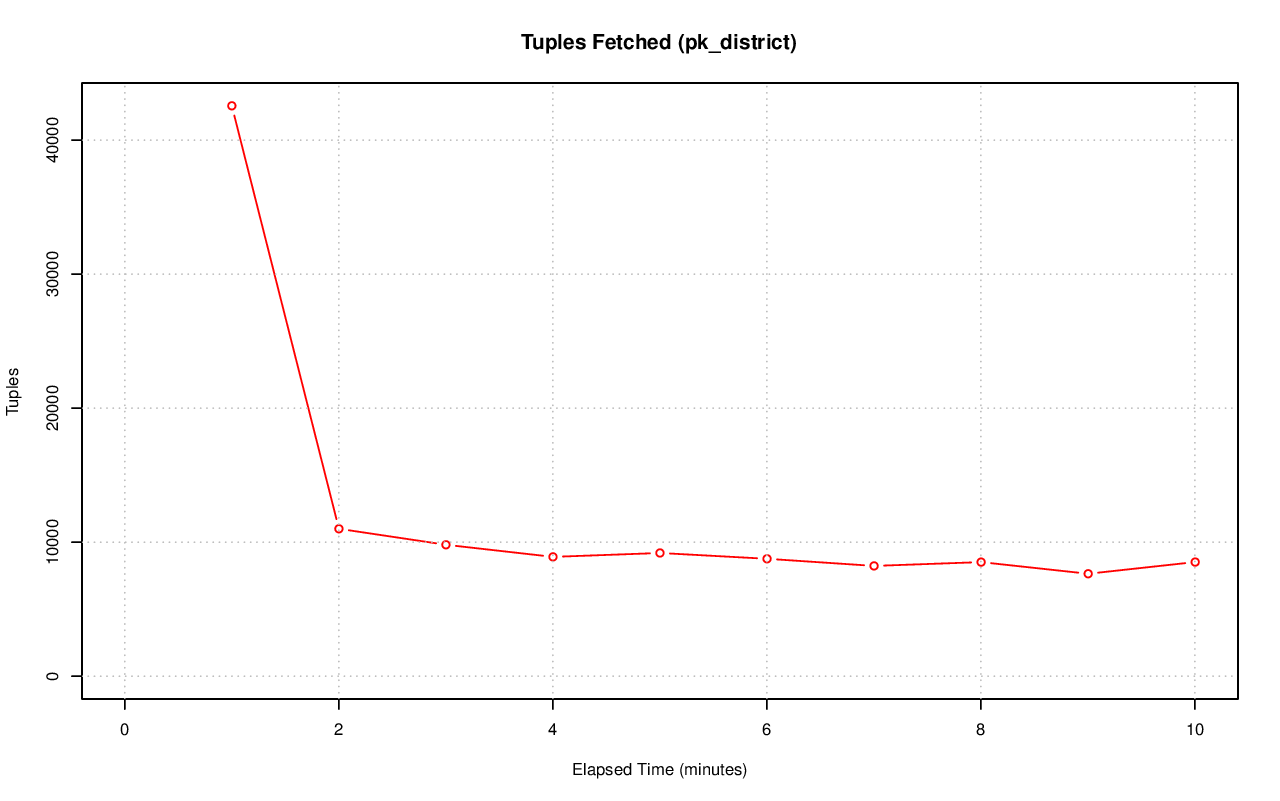 Tuples Fetched (pk_district)
Tuples
40000
30000
20000
10000
0
0 2 4 6 8 10
Elapsed Time (minutes)